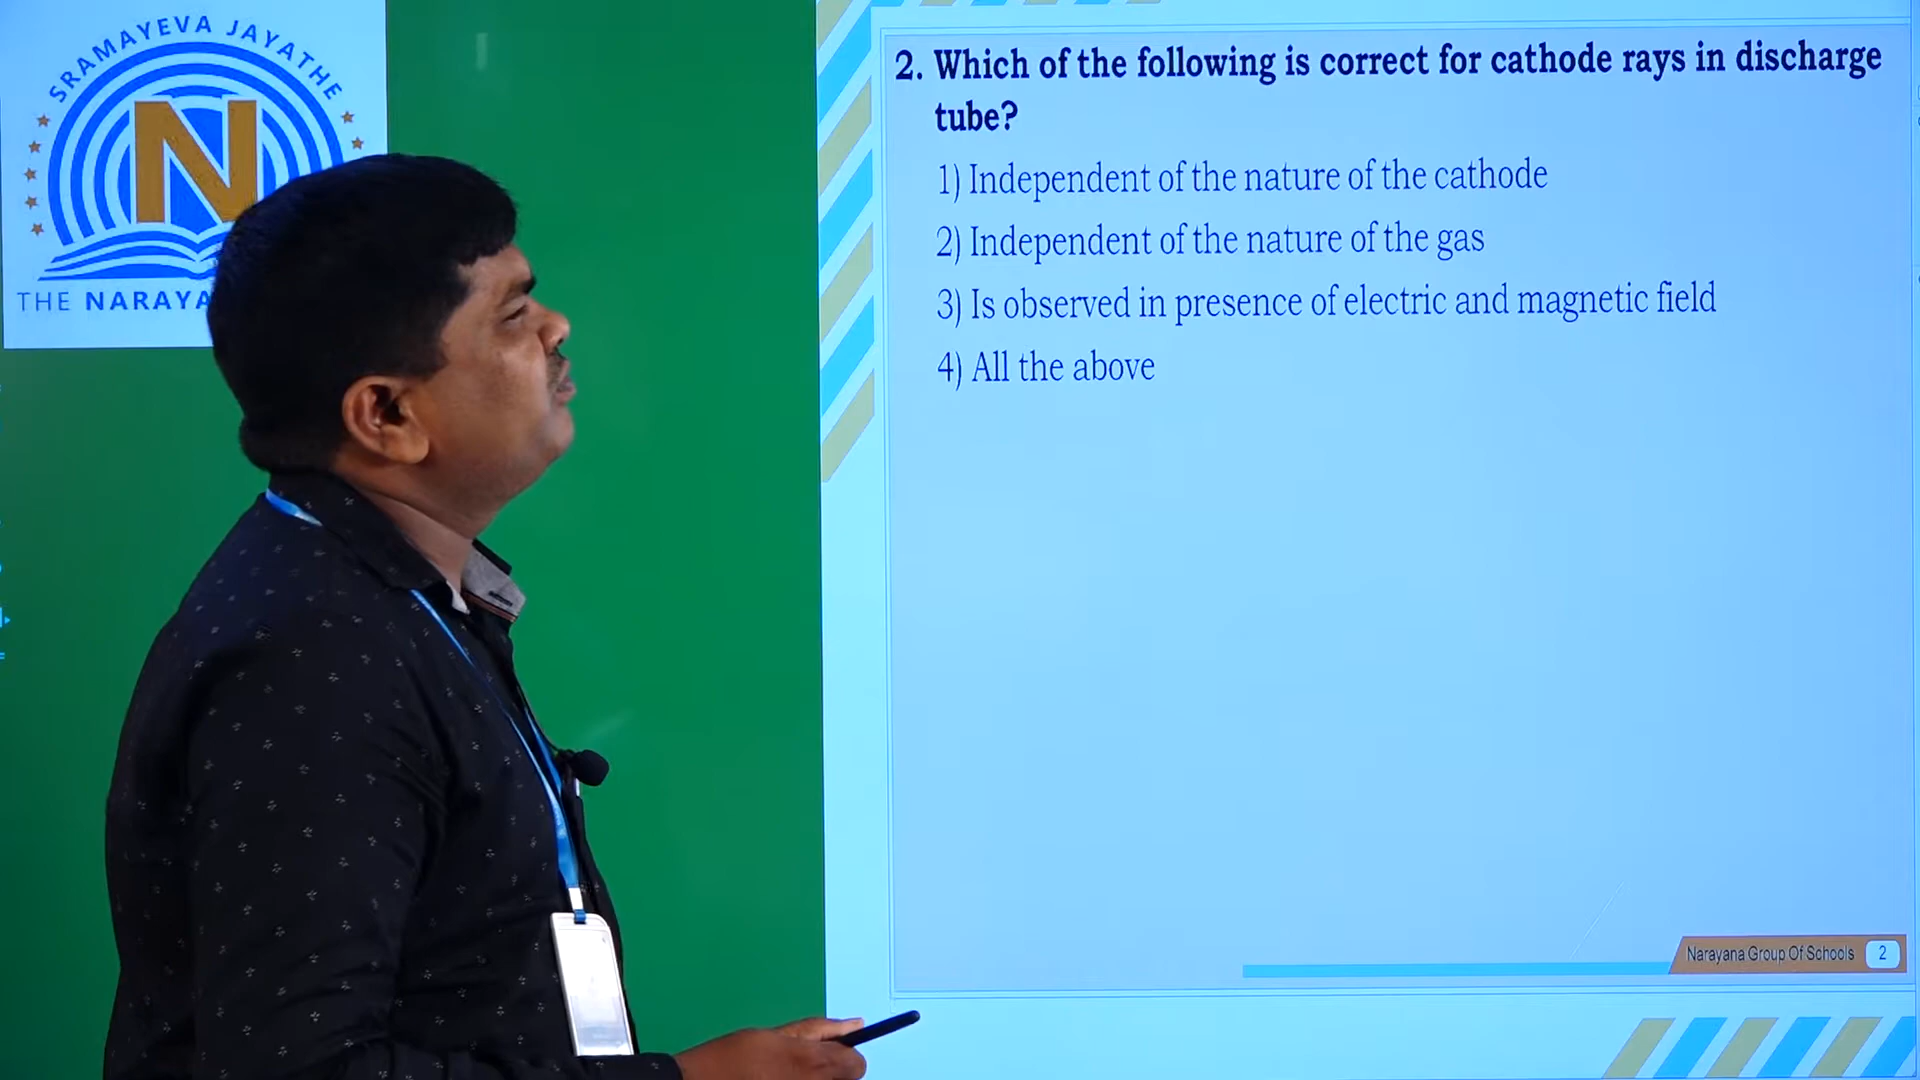 SRAMAYEVA JAYATHE
N
THE NARAYA
2. Which of the following is correct for cathode rays in discharge
tube?
1) Independent of the nature of the cathode
2) Independent of the nature of the gas
3) Is observed in presence of electric and magnetic field
4) All the above
Narayana Group Of Schools 2